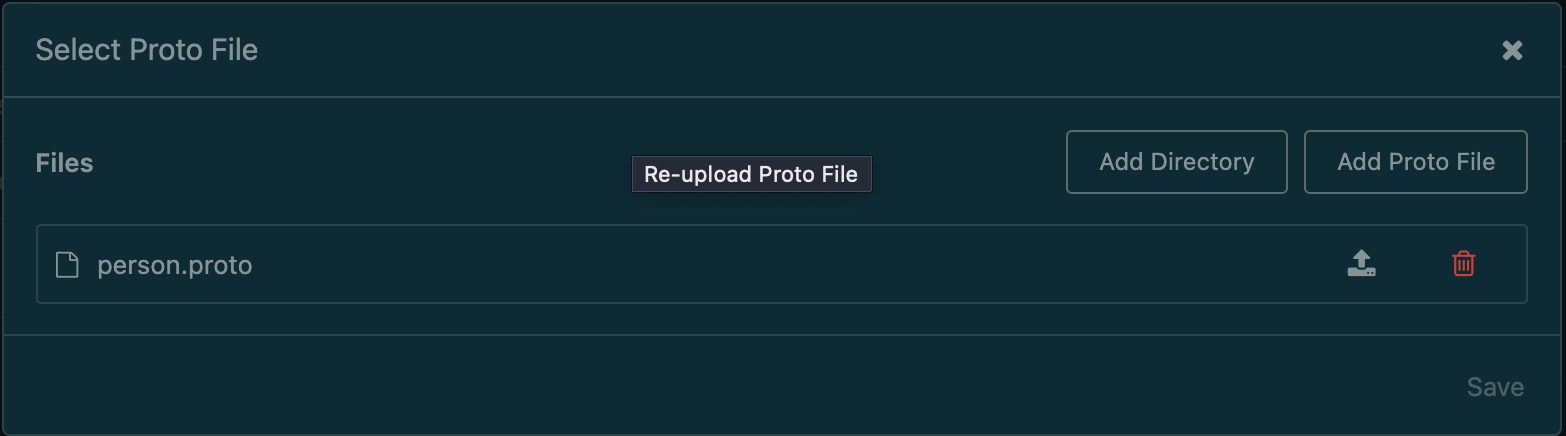 Select Proto File
Files
Re-upload Proto File
Add Directory
Add Proto File
person.proto
Save